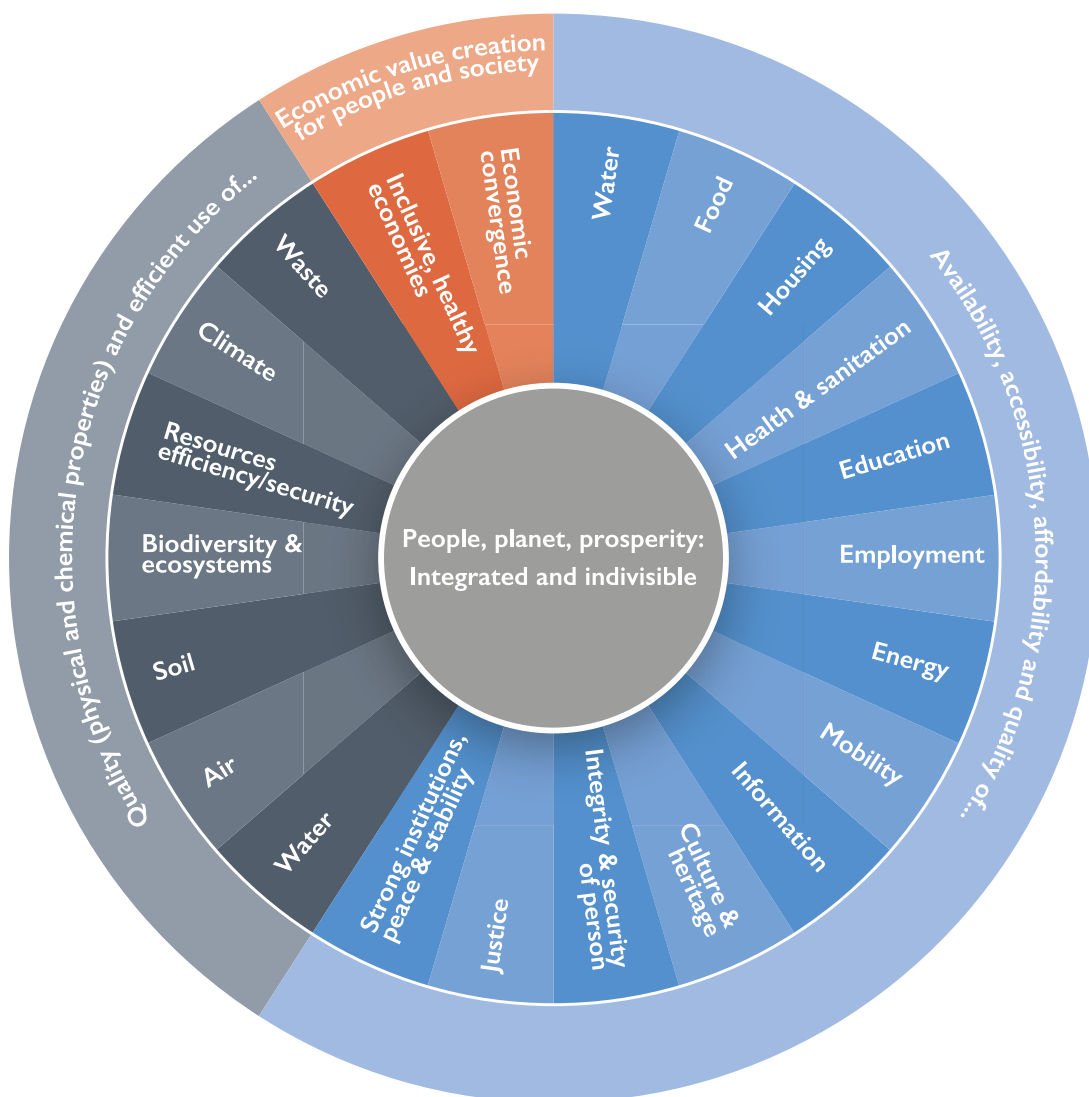 Economic value creation
for people and society
Availability, accessibility, affordability and quality of...
Quality (physical and chemical properties) and efficient use of...
Water
Food
Housing
Health & sanitation
Education
Employment
Energy
Mobility
Information
Culture &
heritage
Integrity & security
of person
Justice
Strong institutions,
peace & stability
Water
Air
Soil
Biodiversity &
ecosystems
Resources
efficiency/security
Climate
Waste
Inclusive, healthy
economies
Economic
convergence
People, planet, prosperity:
Integrated and indivisible